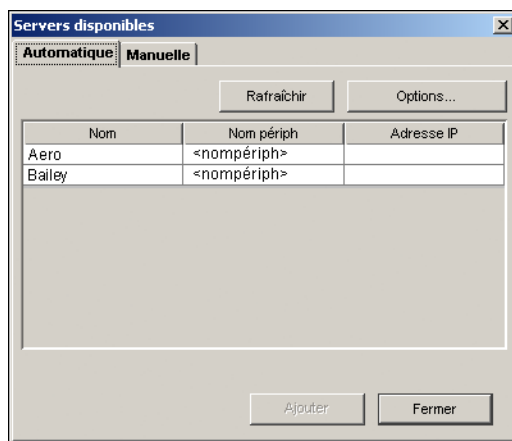 Servers disponibles
Automatique Manuelle
Rafraîchir Options...
Nom Nom périph Adresse IP
Aero <nompériph>
Bailey <nompériph>
Ajouter Fermer